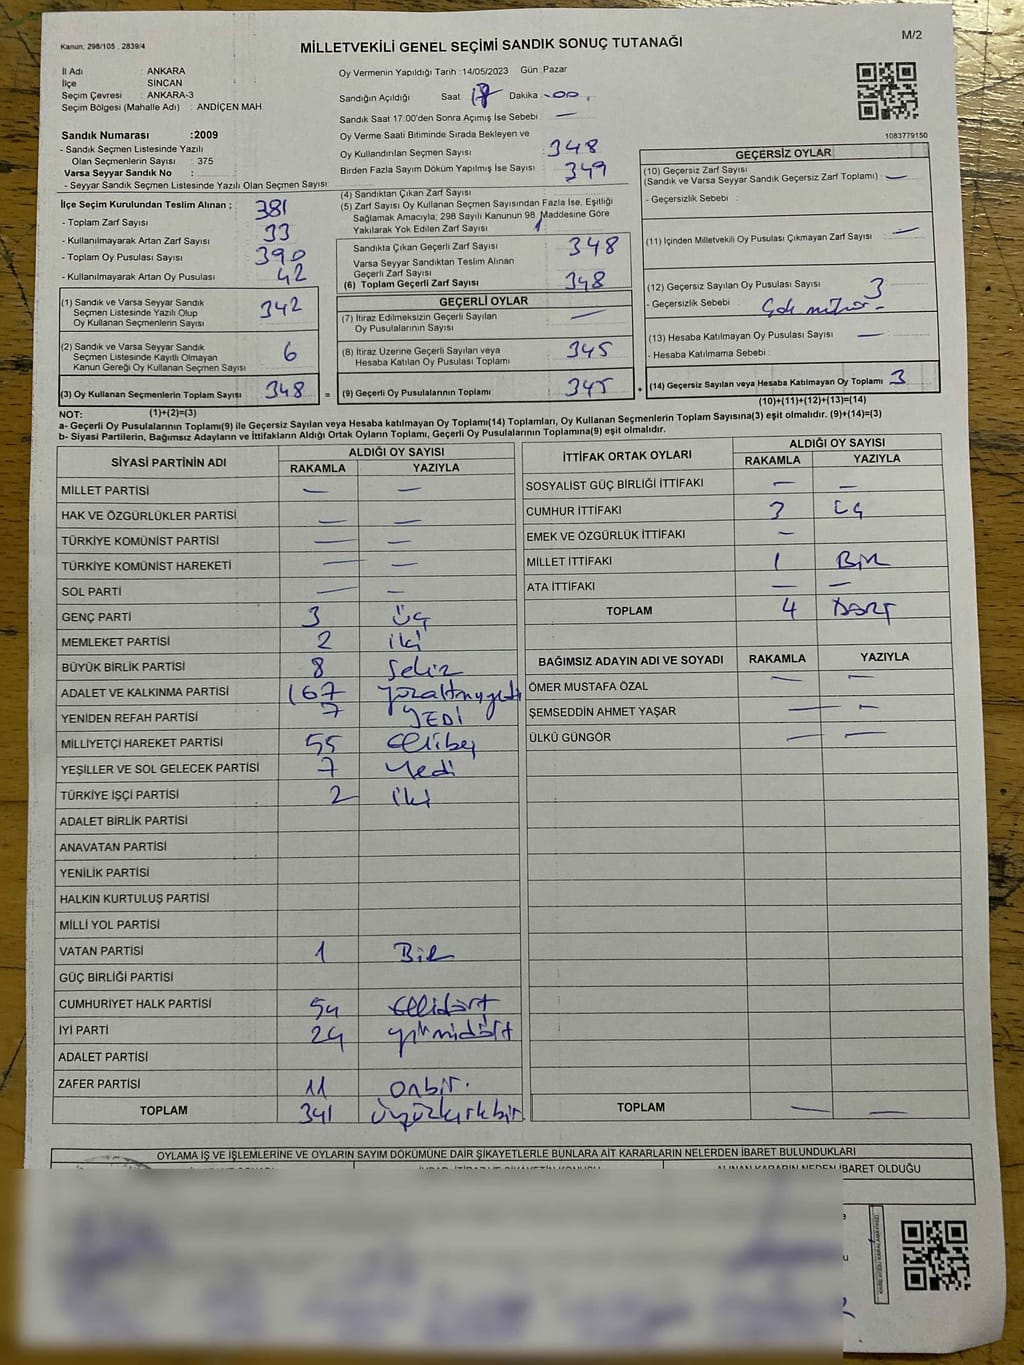 Kanun: 298/105 , 2839/4
M/2
MİLLETVEKİLİ GENEL SEÇİMİ SANDIK SONUÇ TUTANAĞI
İl Adı : ANKARA
İlçe : SİNCAN
Seçim Çevresi : ANKARA-3
Seçim Bölgesi (Mahalle Adı) : ANDİÇEN MAH.
Sandık Numarası :2009
- Sandık Seçmen Listesinde Yazılı
Olan Seçmenlerin Sayısı : 375
Varsa Seyyar Sandık No :
- Seyyar Sandık Seçmen Listesinde Yazılı Olan Seçmen Sayısı :
Oy Vermenin Yapıldığı Tarih :14/05/2023 Gün :Pazar
Sandığın Açıldığı Saat 17 Dakika -00.
Sandık Saat 17.00'den Sonra Açımış İse Sebebi : —
Oy Verme Saati Bitiminde Sırada Bekleyen ve
Oy Kullandırılan Seçmen Sayısı 348
Birden Fazla Sayım Döküm Yapılmış İse Sayısı : 349
1083779150
İlçe Seçim Kurulundan Teslim Alınan ; 381
- Toplam Zarf Sayısı 33
- Kullanılmayarak Artan Zarf Sayısı
- Toplam Oy Pusulası Sayısı 390
- Kullanılmayarak Artan Oy Pusulası 42
(1) Sandık ve Varsa Seyyar Sandık
Seçmen Listesinde Yazılı Olup
Oy Kullanan Seçmenlerin Sayısı 342
(2) Sandık ve Varsa Seyyar Sandık
Seçmen Listesinde Kayıtlı Olmayan
Kanun Gereği Oy Kullanan Seçmen Sayısı 6
(3) Oy Kullanan Seçmenlerin Toplam Sayısı 348
(4) Sandıktan Çıkan Zarf Sayısı
(5) Zarf Sayısı Oy Kullanan Seçmen Sayısından Fazla İse, Eşitliği
Sağlamak Amacıyla; 298 Sayılı Kanunun 98. Maddesine Göre
Yakılarak Yok Edilen Zarf Sayısı 1
Sandıkta Çıkan Geçerli Zarf Sayısı 348
Varsa Seyyar Sandıktan Teslim Alınan
Geçerli Zarf Sayısı
(6) Toplam Geçerli Zarf Sayısı 348
GEÇERLİ OYLAR
(7) İtiraz Edilmeksizin Geçerli Sayılan
Oy Pusulalarının Sayısı —
(8) İtiraz Üzerine Geçerli Sayılan veya
Hesaba Katılan Oy Pusulası Toplamı 345
= (9) Geçerli Oy Pusulalarının Toplamı 345 +
GEÇERSİZ OYLAR
(10) Geçersiz Zarf Sayısı
(Sandık ve Varsa Seyyar Sandık Geçersiz Zarf Toplamı) : —
- Geçersizlik Sebebi :
(11) İçinden Milletvekili Oy Pusulası Çıkmayan Zarf Sayısı —
(12) Geçersiz Sayılan Oy Pusulası Sayısı 3
- Geçersizlik Sebebi : Çok mühür.
(13) Hesaba Katılmayan Oy Pusulası Sayısı —
- Hesaba Katılmama Sebebi :
(14) Geçersiz Sayılan veya Hesaba Katılmayan Oy Toplamı 3
NOT: (1)+(2)=(3)
(10)+(11)+(12)+(13)=(14)
a- Geçerli Oy Pusulalarının Toplamı(9) ile Geçersiz Sayılan veya Hesaba katılmayan Oy Toplamı(14) Toplamları, Oy Kullanan Seçmenlerin Toplam Sayısına(3) eşit olmalıdır. (9)+(14)=(3)
b- Siyasi Partilerin, Bağımsız Adayların ve İttifakların Aldığı Ortak Oyların Toplamı, Geçerli Oy Pusulalarının Toplamına(9) eşit olmalıdır.
SİYASİ PARTİNİN ADI ALDIĞI OY SAYISI
RAKAMLA YAZIYLA
MİLLET PARTİSİ — —
HAK VE ÖZGÜRLÜKLER PARTİSİ — —
TÜRKİYE KOMÜNİST PARTİSİ — —
TÜRKİYE KOMÜNİST HAREKETİ — —
SOL PARTİ — —
GENÇ PARTİ 3 üç
MEMLEKET PARTİSİ 2 iki
BÜYÜK BİRLİK PARTİSİ 8 Sekiz
ADALET VE KALKINMA PARTİSİ 167 yüzaltmışyedi
YENİDEN REFAH PARTİSİ 7 YEDİ
MİLLİYETÇİ HAREKET PARTİSİ 55 Ellibeş
YEŞİLLER VE SOL GELECEK PARTİSİ 7 Yedi
TÜRKİYE İŞÇİ PARTİSİ 2 iki
ADALET BİRLİK PARTİSİ
ANAVATAN PARTİSİ
YENİLİK PARTİSİ
HALKIN KURTULUŞ PARTİSİ
MİLLİ YOL PARTİSİ
VATAN PARTİSİ 1 Bir
GÜÇ BİRLİĞİ PARTİSİ
CUMHURİYET HALK PARTİSİ 54 Ellidört
İYİ PARTİ 24 yirmidört
ADALET PARTİSİ
ZAFER PARTİSİ 11 onbir.
TOPLAM 341 üçyüzkırkbir
İTTİFAK ORTAK OYLARI ALDIĞI OY SAYISI
RAKAMLA YAZIYLA
SOSYALİST GÜÇ BİRLİĞİ İTTİFAKI — —
CUMHUR İTTİFAKI 3 üç
EMEK VE ÖZGÜRLÜK İTTİFAKI —
MİLLET İTTİFAKI 1 Bir
ATA İTTİFAKI — —
TOPLAM 4 DÖRT
BAĞIMSIZ ADAYIN ADI VE SOYADI RAKAMLA YAZIYLA
ÖMER MUSTAFA ÖZAL — —
ŞEMSEDDİN AHMET YAŞAR — —
ÜLKÜ GÜNGÖR — —
TOPLAM — —
OYLAMA İŞ VE İŞLEMLERİNE VE OYLARIN SAYIM DÖKÜMÜNE DAİR ŞİKAYETLERLE BUNLARA AİT KARARLARIN NELERDEN İBARET BULUNDUKLARI
ALINAN KARARIN NEDEN İBARET OLDUĞU